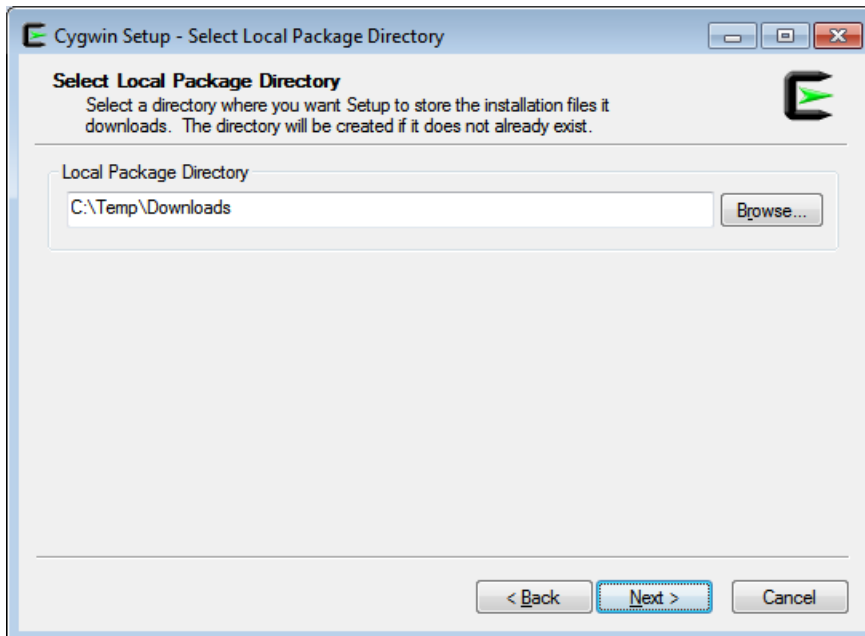 Cygwin Setup - Select Local Package Directory
Select Local Package Directory
Select a directory where you want Setup to store the installation files it
downloads.  The directory will be created if it does not already exist.
Local Package Directory
C:\Temp\Downloads
Browse...
< Back
Next >
Cancel